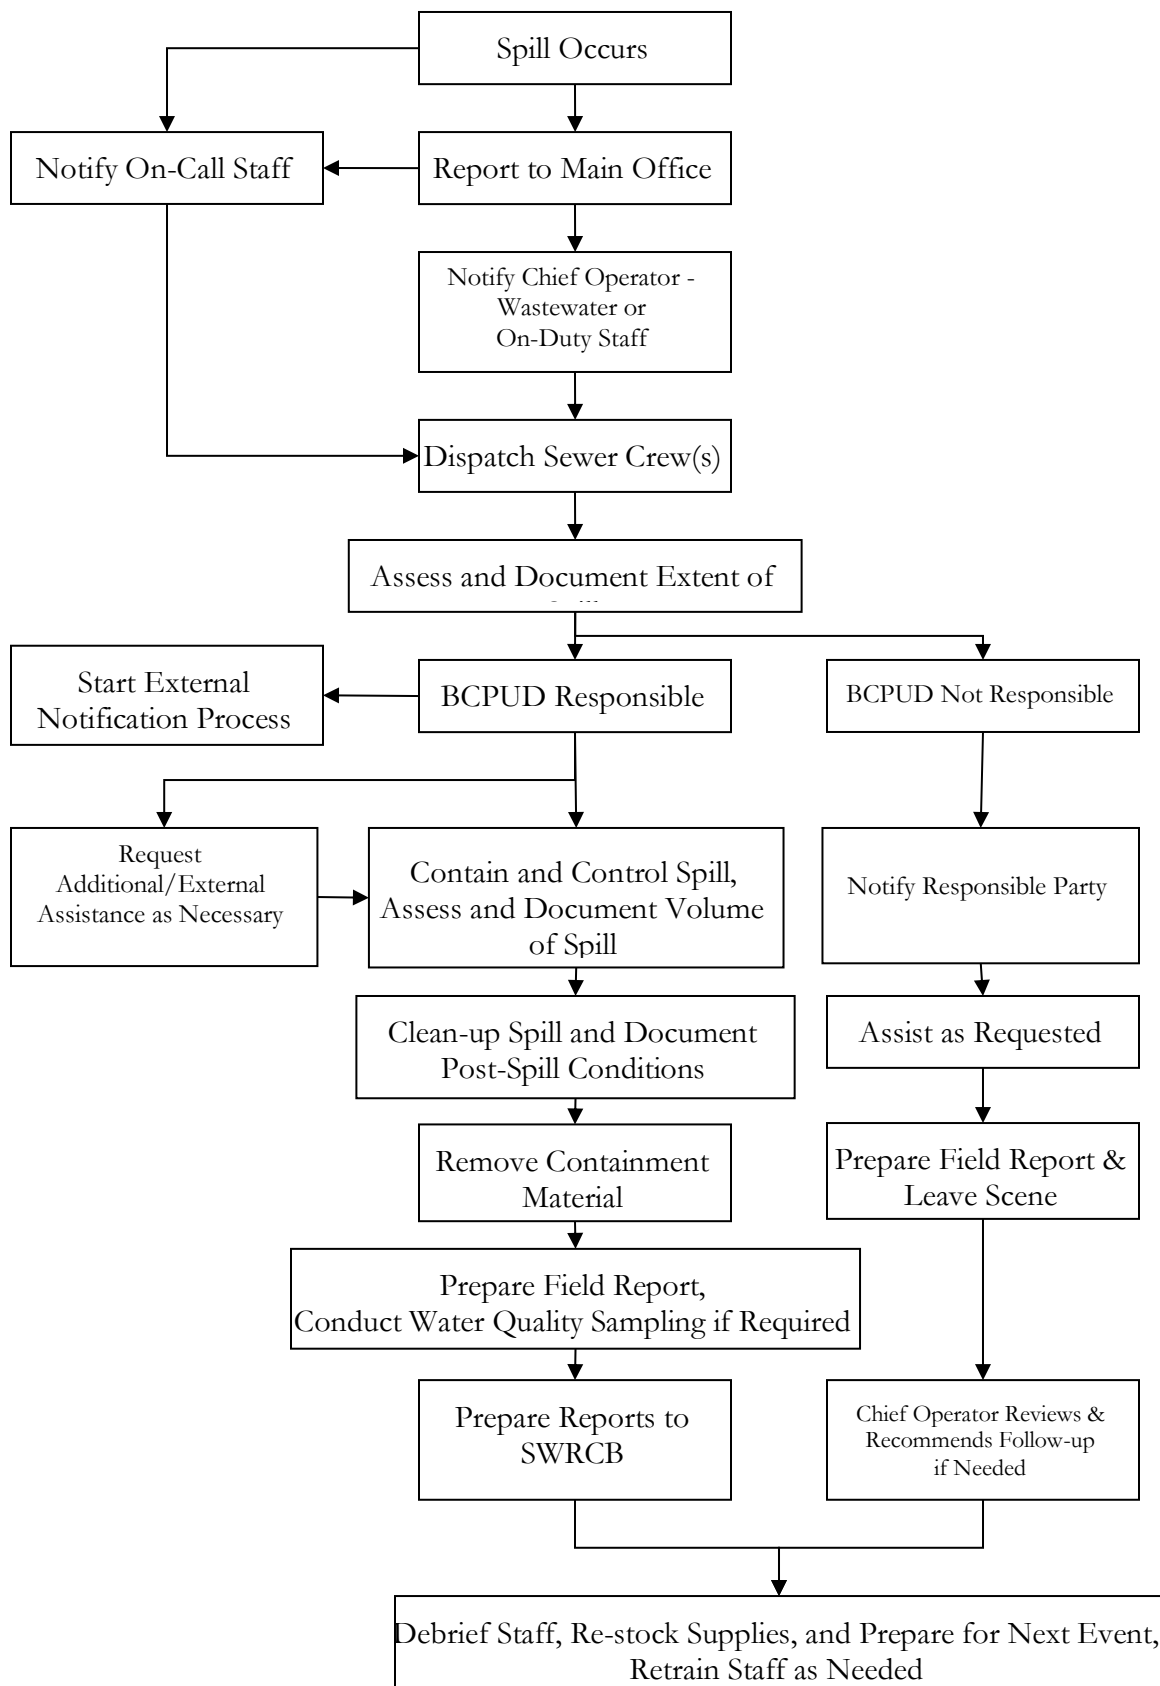 Spill Occurs
Notify On-Call Staff
Report to Main Office
Notify Chief Operator -
Wastewater or
On-Duty Staff
Dispatch Sewer Crew(s)
Assess and Document Extent of
Start External
Notification Process
BCPUD Responsible
BCPUD Not Responsible
Request
Additional/External
Assistance as Necessary
Contain and Control Spill,
Assess and Document Volume
of Spill
Notify Responsible Party
Clean-up Spill and Document
Post-Spill Conditions
Assist as Requested
Remove Containment
Material
Prepare Field Report &
Leave Scene
Prepare Field Report,
Conduct Water Quality Sampling if Required
Prepare Reports to
SWRCB
Chief Operator Reviews &
Recommends Follow-up
if Needed
Debrief Staff, Re-stock Supplies, and Prepare for Next Event,
Retrain Staff as Needed